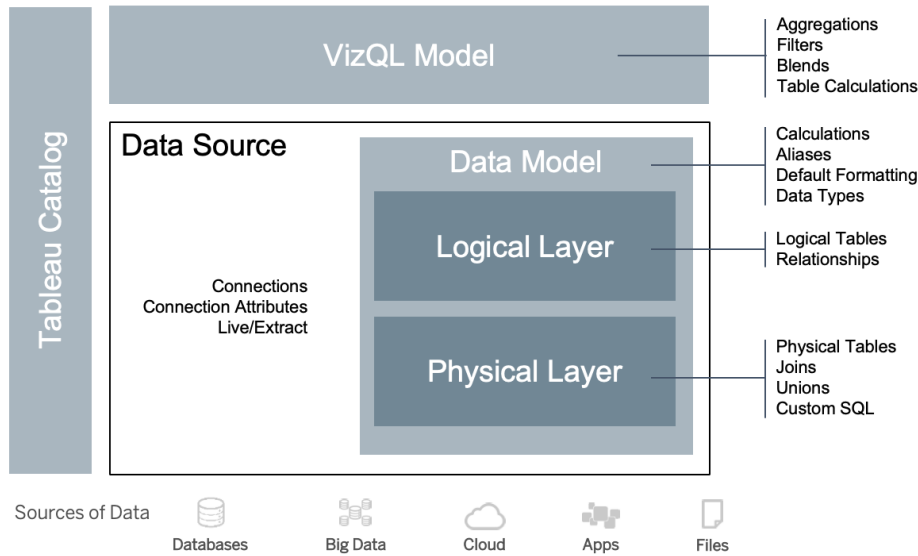 Tableau Catalog
VizQL Model
Aggregations
Filters
Blends
Table Calculations
Data Source
Data Model
Calculations
Aliases
Default Formatting
Data Types
Logical Layer
Logical Tables
Relationships
Connections
Connection Attributes
Live/Extract
Physical Layer
Physical Tables
Joins
Unions
Custom SQL
Sources of Data
Databases
Big Data
Cloud
Apps
Files